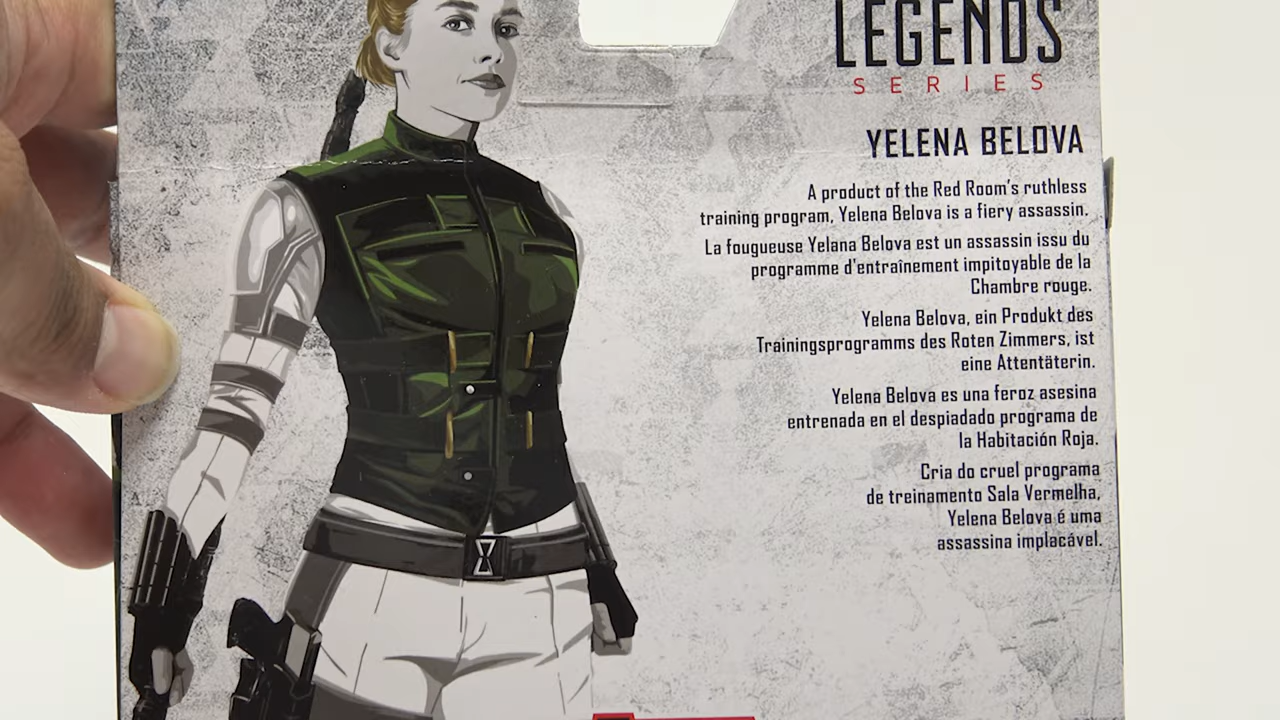 LEGENDS
SERIES
YELENA BELOVA
A product of the Red Room's ruthless
training program, Yelena Belova is a fiery assassin.
La fougueuse Yelana Belova est un assassin issu du
programme d'entraînement impitoyable de la
Chambre rouge.
Yelena Belova, ein Produkt des
Trainingsprogramms des Roten Zimmers, ist
eine Attentäterin.
Yelena Belova es una feroz asesina
entrenada en el despiadado programa de
la Habitación Roja.
Cria do cruel programa
de treinamento Sala Vermelha,
Yelena Belova é uma
assassina implacável.